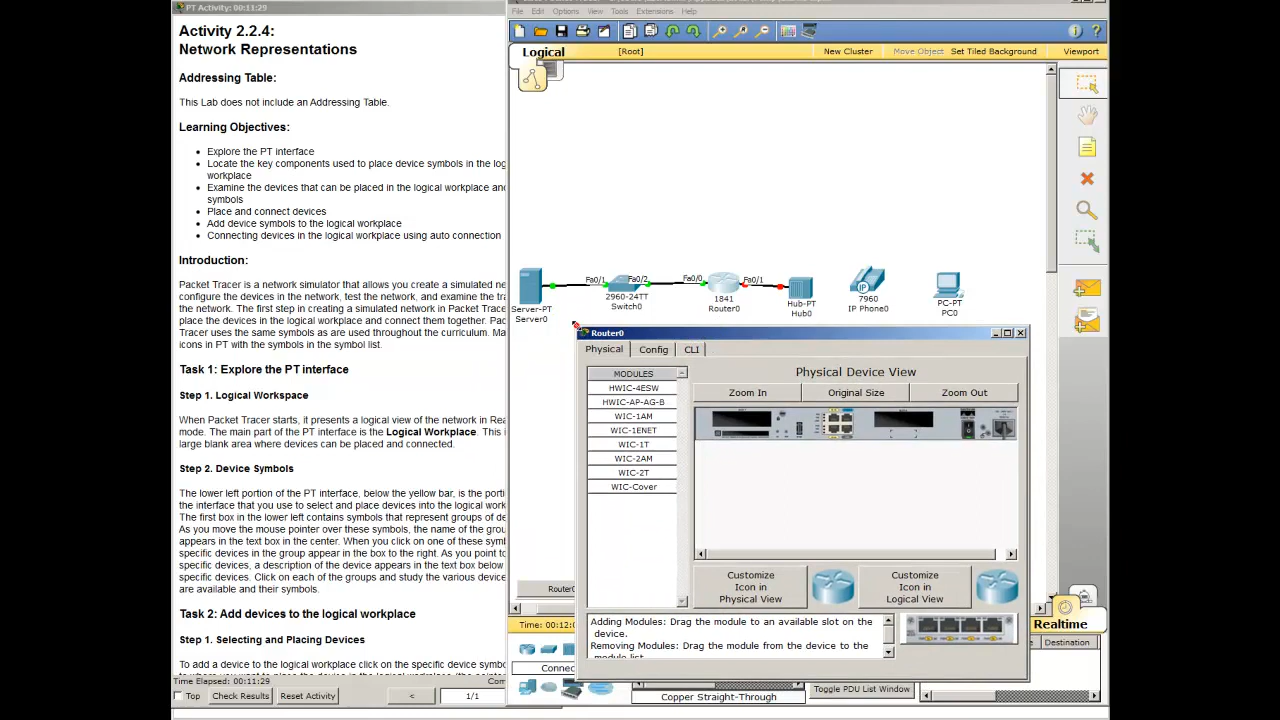 PT Activity: 00:11:29
Activity 2.2.4:
Network Representations
Addressing Table:
This Lab does not include an Addressing Table.
Learning Objectives:
Explore the PT interface
Locate the key components used to place device symbols in the log
workplace
Examine the devices that can be placed in the logical workplace and
symbols
Place and connect devices
Add device symbols to the logical workplace
Connecting devices in the logical workplace using auto connection
Introduction:
Packet Tracer is a network simulator that allows you create a simulated ne
configure the devices in the network, test the network, and examine the tra
the network. The first step in creating a simulated network in Packet Trace
place the devices in the logical workplace and connect them together. Pac
Tracer uses the same symbols as are used throughout the curriculum. Ma
icons in PT with the symbols in the symbol list.
Task 1: Explore the PT interface
Step 1. Logical Workspace
When Packet Tracer starts, it presents a logical view of the network in Rea
mode. The main part of the PT interface is the Logical Workplace. This i
large blank area where devices can be placed and connected.
Step 2. Device Symbols
The lower left portion of the PT interface, below the yellow bar, is the porti
the interface that you use to select and place devices into the logical work
The first box in the lower left contains symbols that represent groups of de
As you move the mouse pointer over these symbols, the name of the grou
appears in the text box in the center. When you click on one of these sym
specific devices in the group appear in the box to the right. As you point to
specific devices, a description of the device appears in the text box below
specific devices. Click on each of the groups and study the various device
are available and their symbols.
Task 2: Add devices to the logical workplace
Step 1. Selecting and Placing Devices
To add a device to the logical workplace click on the specific device symbo
Time Elapsed: 00:11:29 Com
Top Check Results Reset Activity < 1/1
File Edit Options View Tools Extensions Help
Logical [Root] New Cluster Move Object Set Tiled Background Viewport
Fa0/1 Fa0/2 Fa0/0 Fa0/1
Server-PT
Server0
2960-24TT
Switch0
1841
Router0
Hub-PT
Hub0
7960
IP Phone0
PC-PT
PC0
Router0
Physical Config CLI
MODULES
HWIC-4ESW
HWIC-AP-AG-B
WIC-1AM
WIC-1ENET
WIC-1T
WIC-2AM
WIC-2T
WIC-Cover
Physical Device View
Zoom In Original Size Zoom Out
Customize
Icon in
Physical View
Customize
Icon in
Logical View
Adding Modules: Drag the module to an available slot on the
device.
Removing Modules: Drag the module from the device to the
module list.
Router0
Time: 00:12:0
Realtime
Connec
Destination
Copper Straight-Through
Toggle PDU List Window